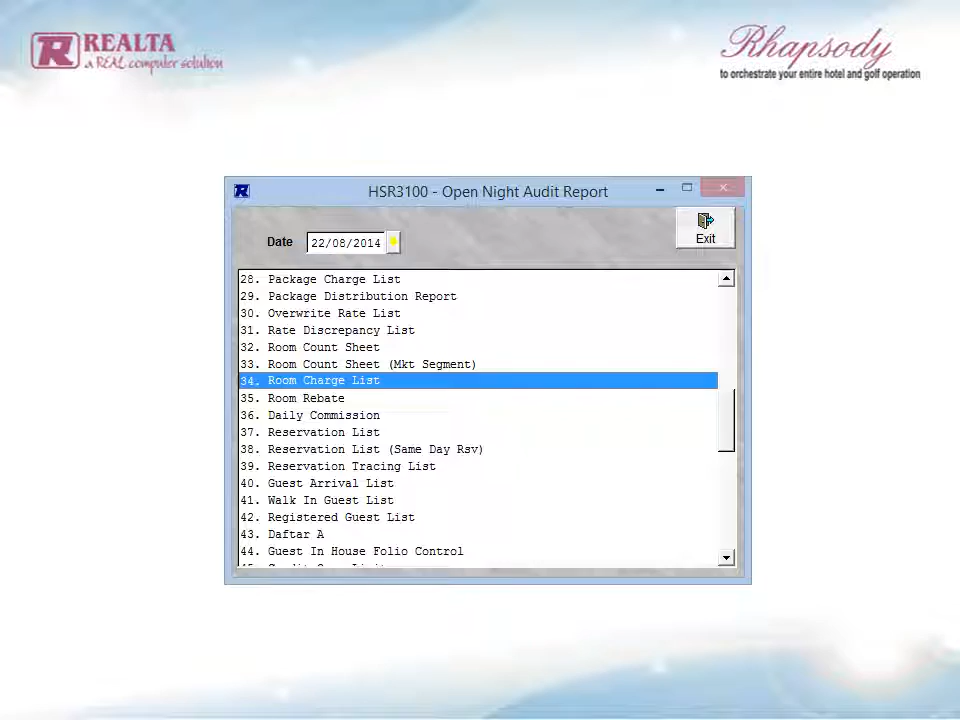 REALTA
a REAL computer solution
Rhapsody
to orchestrate your entire hotel and golf operation
HSR3100 - Open Night Audit Report
Date 22/08/2014
Exit
28. Package Charge List
29. Package Distribution Report
30. Overwrite Rate List
31. Rate Discrepancy List
32. Room Count Sheet
33. Room Count Sheet (Mkt Segment)
34. Room Charge List
35. Room Rebate
36. Daily Commission
37. Reservation List
38. Reservation List (Same Day Rsv)
39. Reservation Tracing List
40. Guest Arrival List
41. Walk In Guest List
42. Registered Guest List
43. Daftar A
44. Guest In House Folio Control